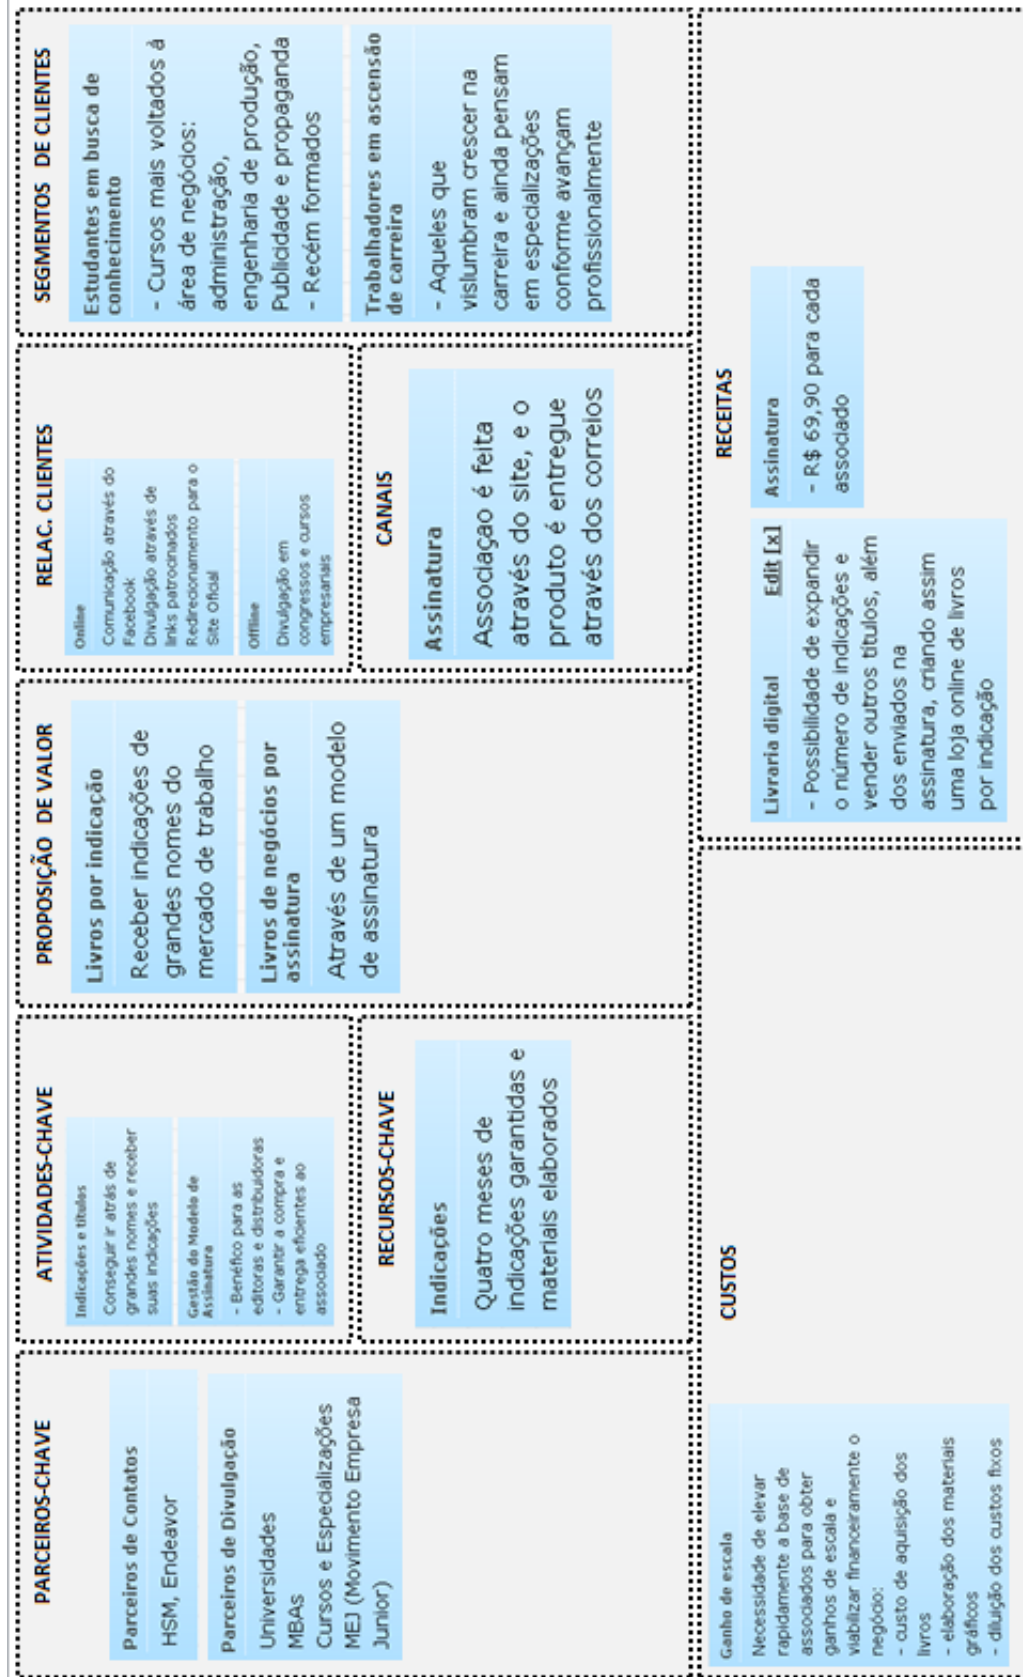 PARCEIROS-CHAVE
Parceiros de Contatos
HSM, Endeavor
Parceiros de Divulgação
Universidades
MBAs
Cursos e Especializações
MEJ (Movimento Empresa
Junior)
ATIVIDADES-CHAVE
Indicações e títulos
Conseguir ir atrás de
grandes nomes e receber
suas indicações
Gestão do Modelo de
Assinatura
- Benéfico para as
editoras e distribuidoras
- Garantir a compra e
entrega eficientes ao
associado
RECURSOS-CHAVE
Indicações
Quatro meses de
indicações garantidas e
materiais elaborados
PROPOSIÇÃO DE VALOR
Livros por indicação
Receber indicações de
grandes nomes do
mercado de trabalho
Livros de negócios por
assinatura
Através de um modelo
de assinatura
RELAC. CLIENTES
Online
Comunicação através do
Facebook
Divulgação através de
links patrocinados
Redirecionamento para o
Site Oficial
Offline
Divulgação em
congressos e cursos
empresariais
CANAIS
Assinatura
Associação é feita
através do site, e o
produto é entregue
através dos correios
SEGMENTOS DE CLIENTES
Estudantes em busca de
conhecimento
- Cursos mais voltados à
área de negócios:
administração,
engenharia de produção,
Publicidade e propaganda
- Recém formados
Trabalhadores em ascensão
de carreira
- Aqueles que
vislumbram crescer na
carreira e ainda pensam
em especializações
conforme avançam
profissionalmente
CUSTOS
Ganho de escala
Necessidade de elevar
rapidamente a base de
associados para obter
ganhos de escala e
viabilizar financeiramente o
negócio:
- custo de aquisição dos
livros
- elaboração dos materiais
gráficos
- diluição dos custos fixos
RECEITAS
Livraria digital Edit [x]
- Possibilidade de expandir
o número de indicações e
vender outros títulos, além
dos enviados na
assinatura, criando assim
uma loja online de livros
por indicação
Assinatura
- R$ 69,90 para cada
associado